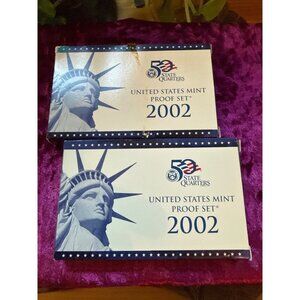 50
STATE
QUARTERS
UNITED STATES MINT
PROOF SET®
2002
50
STATE
QUARTERS
UNITED STATES MINT
PROOF SET®
2002